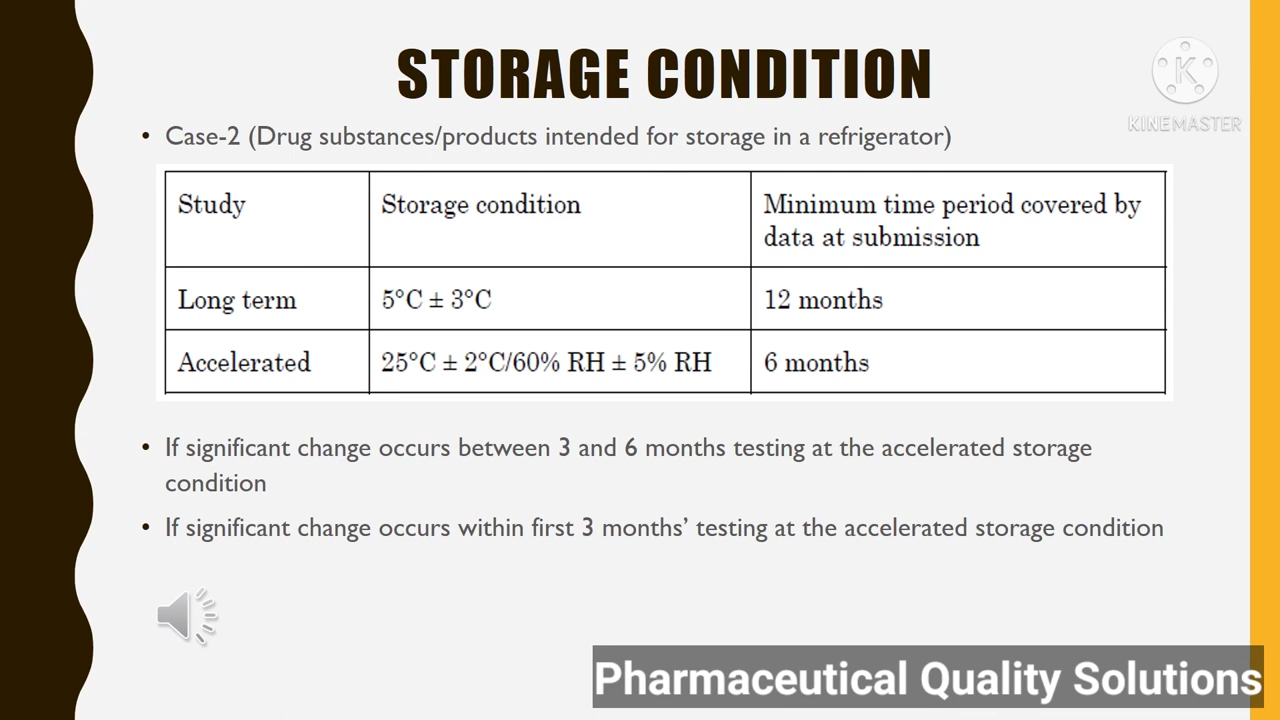 STORAGE CONDITION
K
KINEMASTER
• Case-2 (Drug substances/products intended for storage in a refrigerator)
Study Storage condition Minimum time period covered by
data at submission
Long term 5°C ± 3°C 12 months
Accelerated 25°C ± 2°C/60% RH ± 5% RH 6 months
• If significant change occurs between 3 and 6 months testing at the accelerated storage
condition
• If significant change occurs within first 3 months’ testing at the accelerated storage condition
Pharmaceutical Quality Solutions